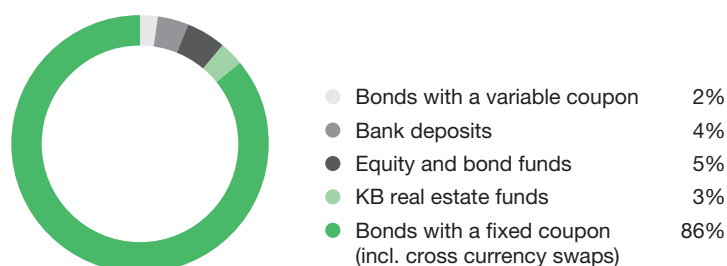 Bonds with a variable coupon 2%
Bank deposits 4%
Equity and bond funds 5%
KB real estate funds 3%
Bonds with a fixed coupon 86%
(incl. cross currency swaps)